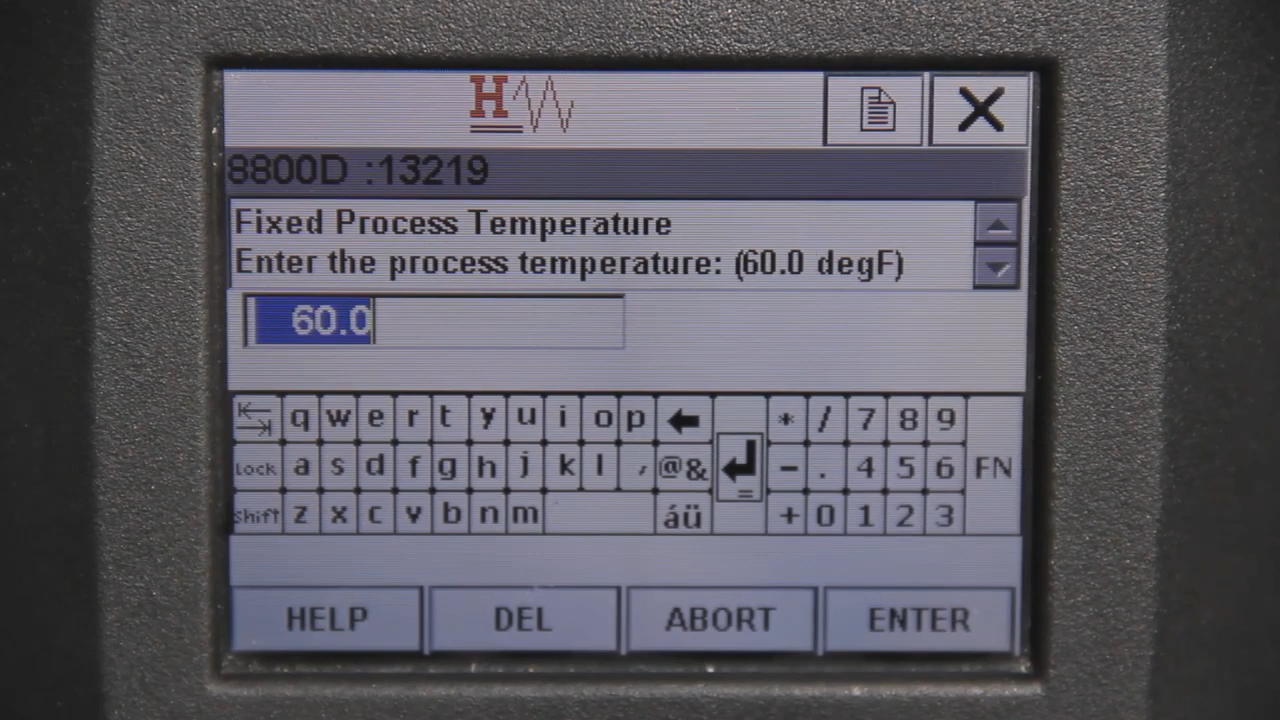 H
8800D :13219
Fixed Process Temperature
Enter the process temperature: (60.0 degF)
60.0
q w e r t y u i o p * / 7 8 9
Lock a s d f g h j k l , @& - . 4 5 6 FN
=
Shift z x c v b n m áü + 0 1 2 3
HELP DEL ABORT ENTER